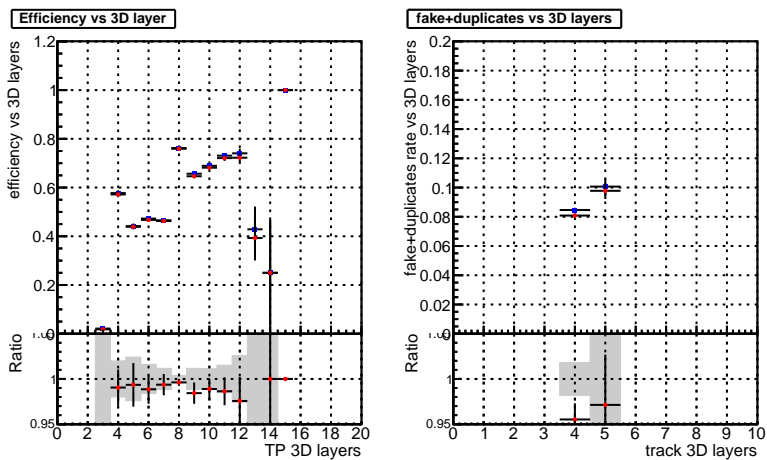 Efficiency vs 3D layer
efficiency vs 3D layers
1.2
1
0.8
0.6
0.4
0.2
0
Ratio
1
0.95
0 2 4 6 8 10 12 14 16 18 20
TP 3D layers
fake+duplicates vs 3D layers
fake+duplicates rate vs 3D layers
0.2
0.18
0.16
0.14
0.12
0.1
0.08
0.06
0.04
0.02
Ratio
1
0.95
0 1 2 3 4 5 6 7 8 9 10
track 3D layers